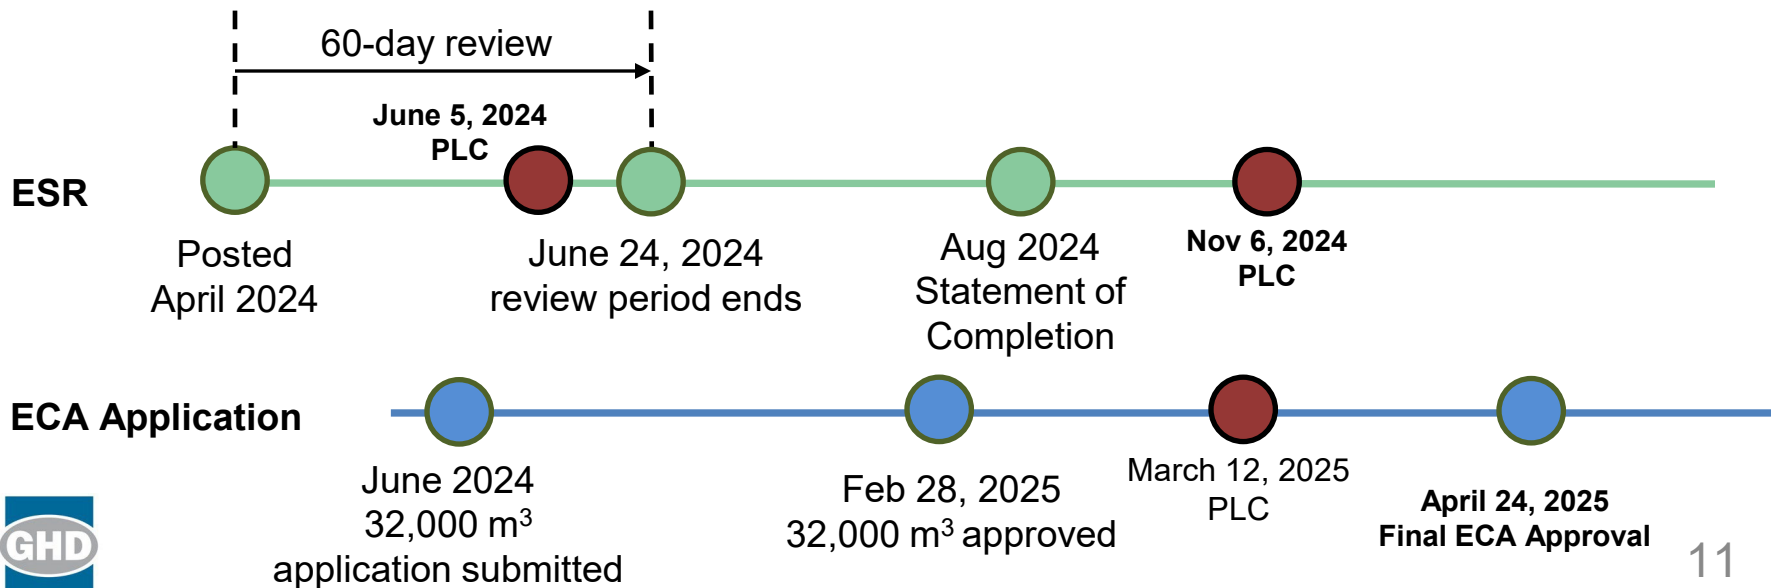 60-day review
June 5, 2024
PLC
ESR
Posted
April 2024
June 24, 2024
review period ends
Aug 2024
Statement of
Completion
Nov 6, 2024
PLC
ECA Application
June 2024
32,000 m³
application submitted
Feb 28, 2025
32,000 m³ approved
March 12, 2025
PLC
April 24, 2025
Final ECA Approval
GHD
11